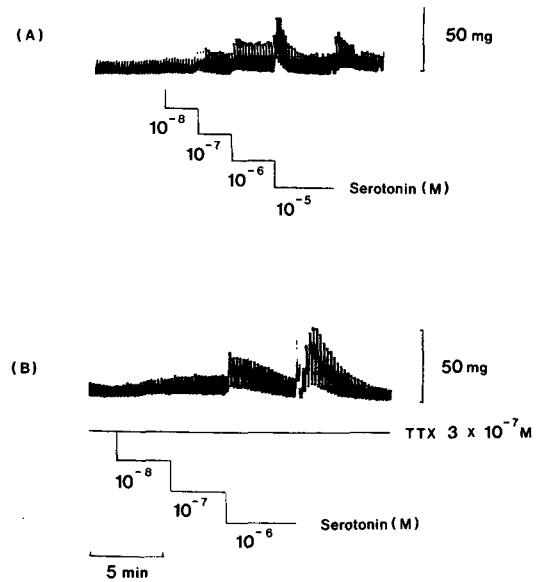 (A)
50 mg
10⁻⁸
10⁻⁷
10⁻⁶
10⁻⁵
Serotonin (M)
(B)
50 mg
TTX 3 x 10⁻⁷ M
10⁻⁸
10⁻⁷
10⁻⁶
Serotonin (M)
5 min